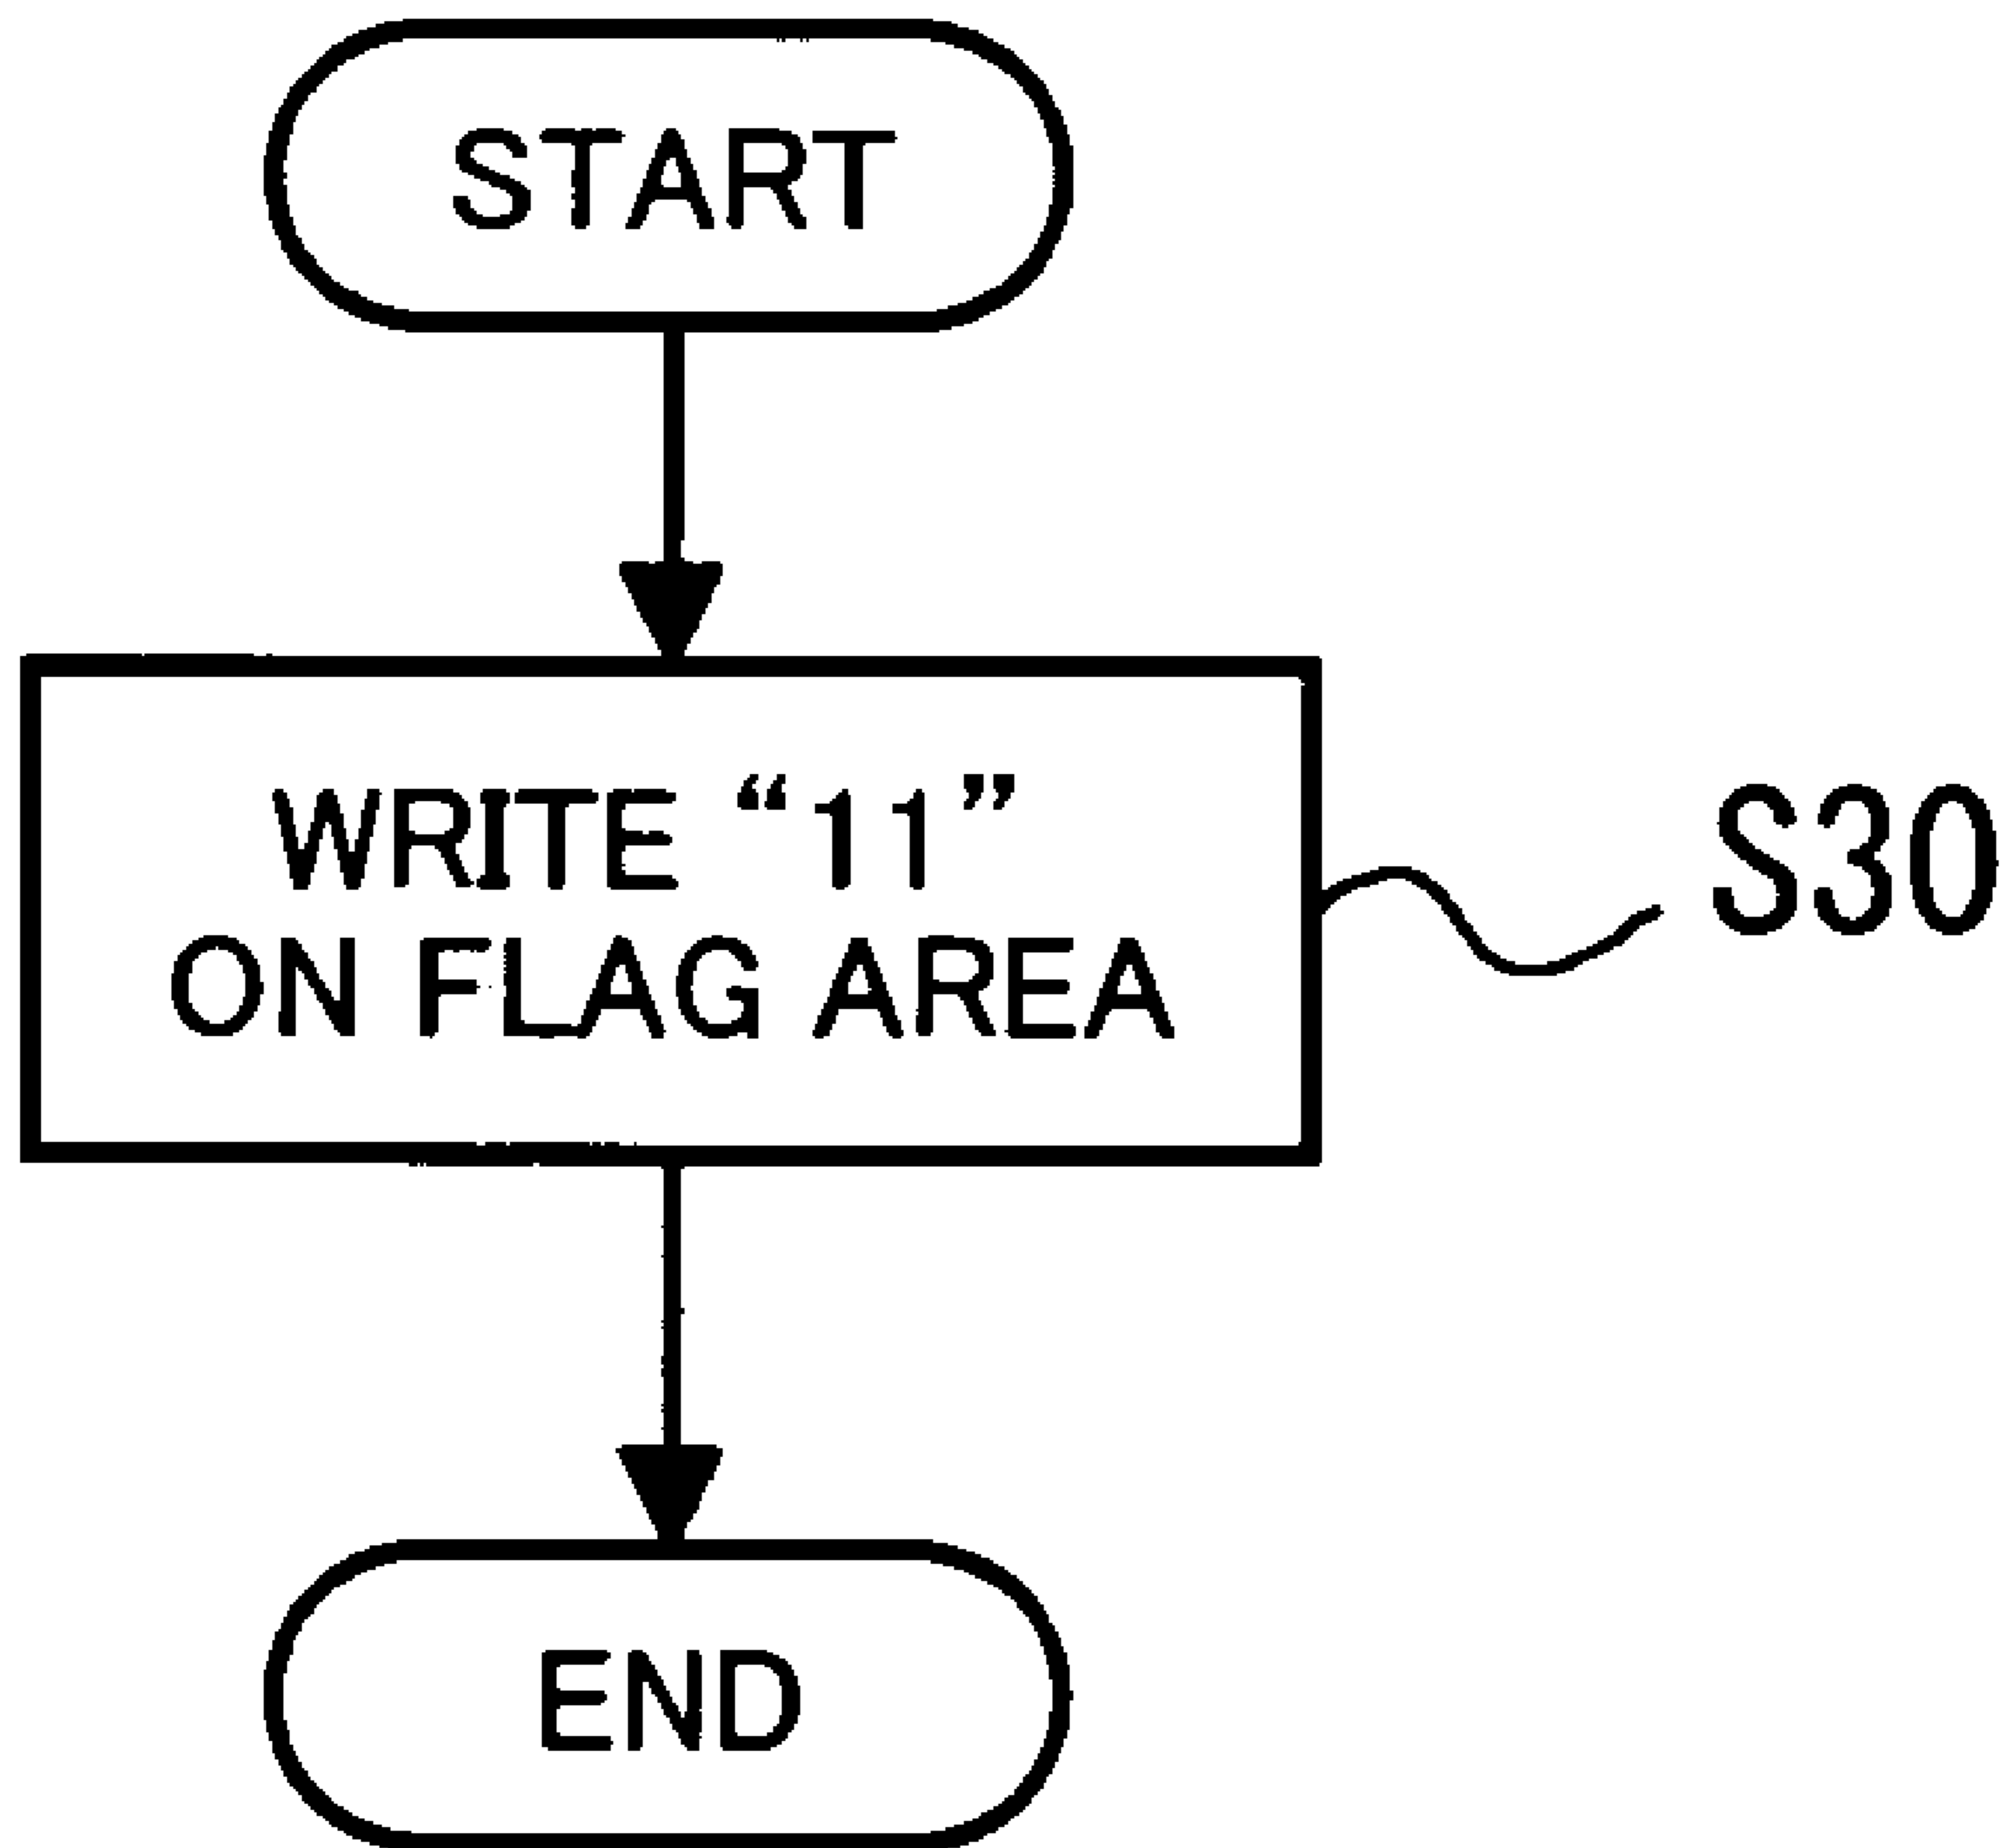 START
WRITE “11”
ON FLAG AREA
S30
END